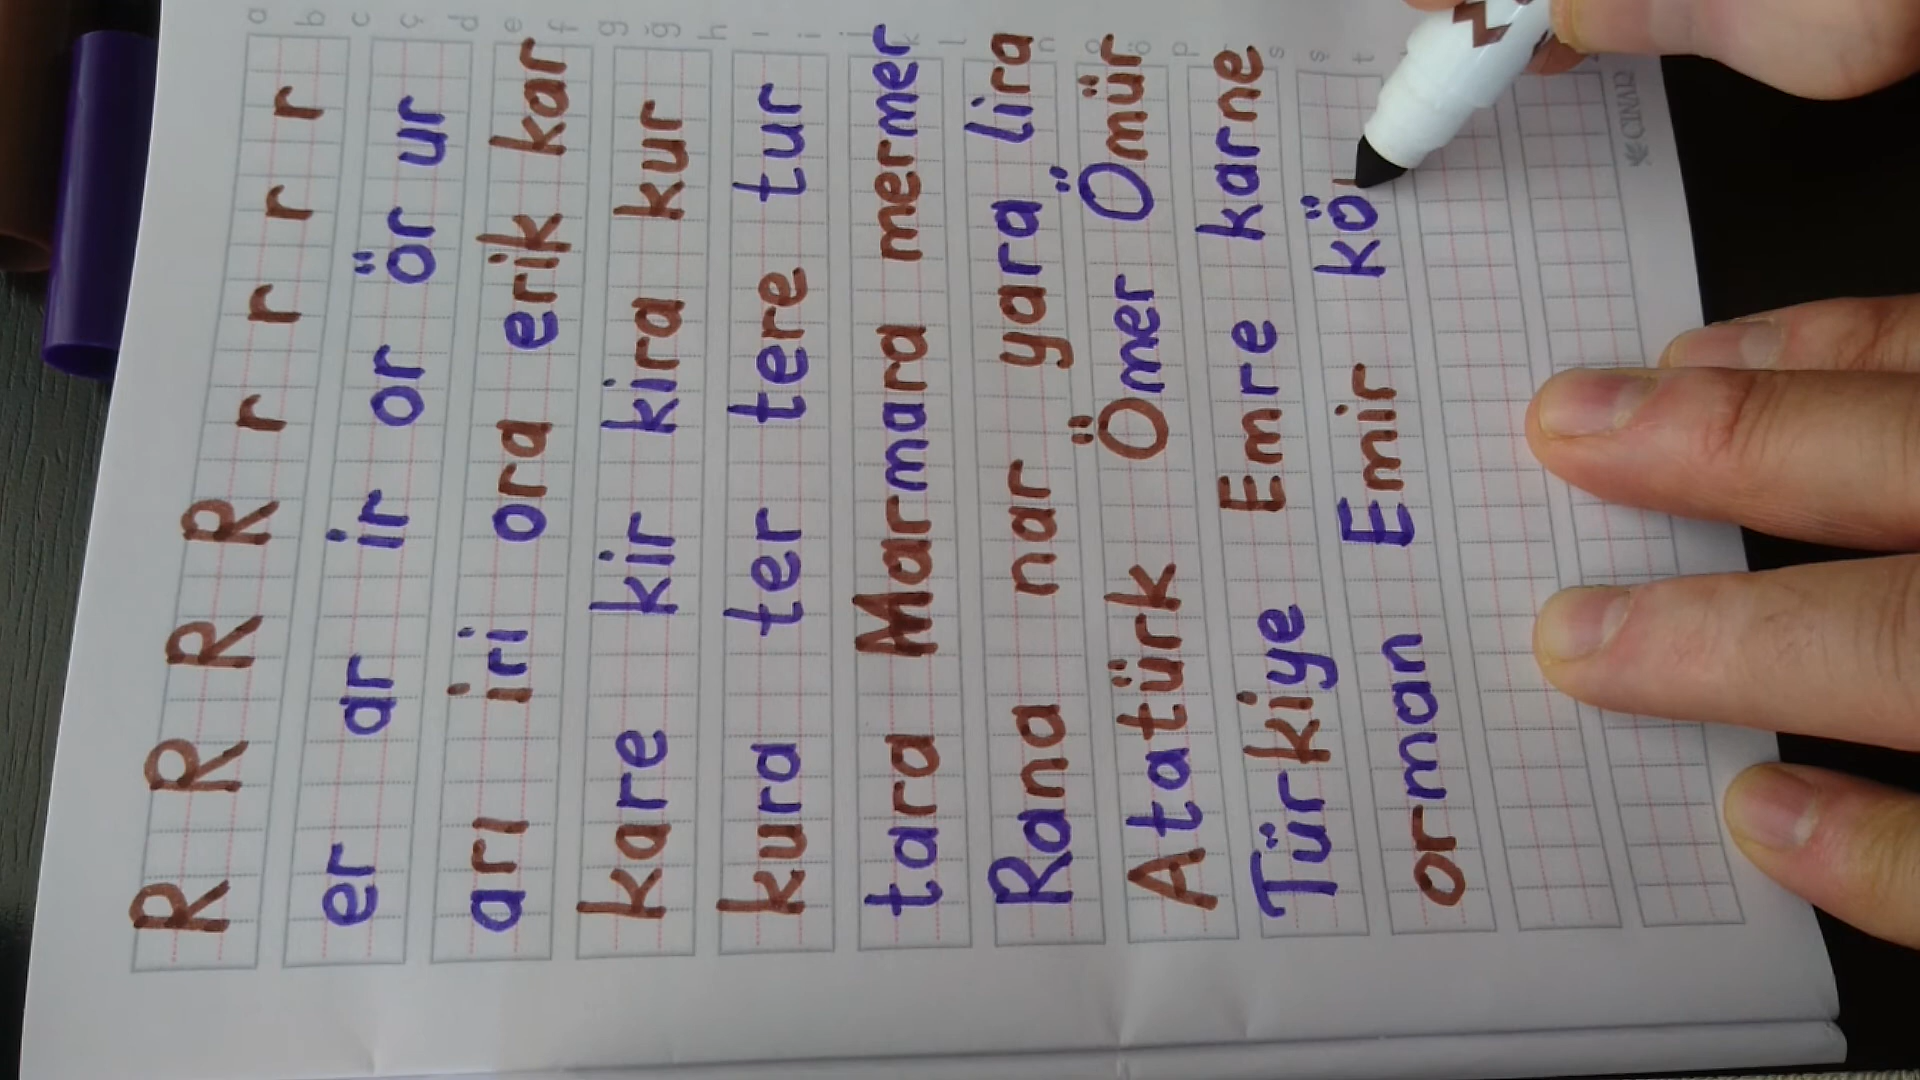 a b c ç d e f g ğ h ı i j k l n o ö p s ş t
R R R R r r r r
er ar ir or ör ur
arı iri ora erik kar
kare kir kira kur
kura ter tere tur
tara Marmara mermer
Rana nar yara lira
Atatürk Ömer Ömür
Türkiye Emre karne
orman Emir kö
ÇINAR